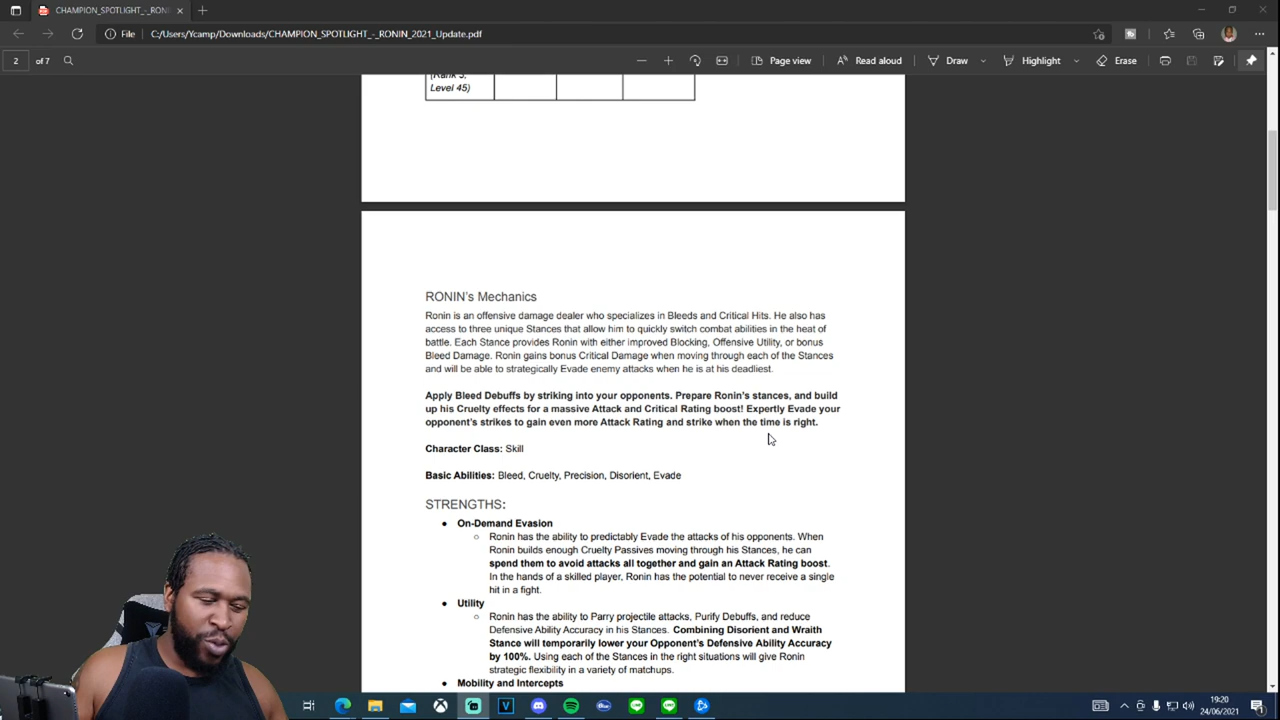 CHAMPION_SPOTLIGHT_-_RONI
File C:/Users/Ycamp/Downloads/CHAMPION_SPOTLIGHT_-_RONIN_2021_Update.pdf
2 of 7 Page view Read aloud Draw Highlight Erase
(Rank 5,
Level 45)
RONIN's Mechanics
Ronin is an offensive damage dealer who specializes in Bleeds and Critical Hits. He also has
access to three unique Stances that allow him to quickly switch combat abilities in the heat of
battle. Each Stance provides Ronin with either improved Blocking, Offensive Utility, or bonus
Bleed Damage. Ronin gains bonus Critical Damage when moving through each of the Stances
and will be able to strategically Evade enemy attacks when he is at his deadliest.
Apply Bleed Debuffs by striking into your opponents. Prepare Ronin's stances, and build
up his Cruelty effects for a massive Attack and Critical Rating boost! Expertly Evade your
opponent's strikes to gain even more Attack Rating and strike when the time is right.
Character Class: Skill
Basic Abilities: Bleed, Cruelty, Precision, Disorient, Evade
STRENGTHS:
● On-Demand Evasion
○ Ronin has the ability to predictably Evade the attacks of his opponents. When
Ronin builds enough Cruelty Passives moving through his Stances, he can
spend them to avoid attacks all together and gain an Attack Rating boost.
In the hands of a skilled player, Ronin has the potential to never receive a single
hit in a fight.
● Utility
○ Ronin has the ability to Parry projectile attacks, Purify Debuffs, and reduce
Defensive Ability Accuracy in his Stances. Combining Disorient and Wraith
Stance will temporarily lower your Opponent's Defensive Ability Accuracy
by 100%. Using each of the Stances in the right situations will give Ronin
strategic flexibility in a variety of matchups.
● Mobility and Intercepts
19:20
24/06/2021